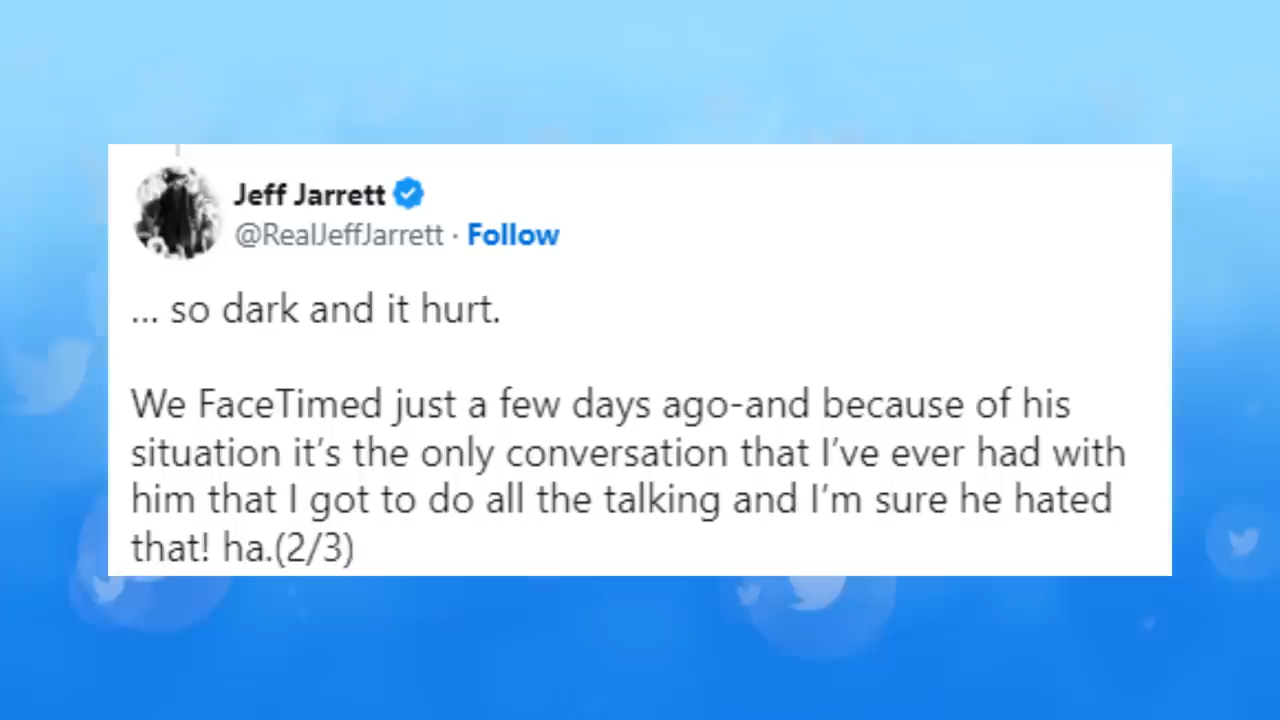 Jeff Jarrett
@RealJeffJarrett · Follow
... so dark and it hurt.
We FaceTimed just a few days ago-and because of his
situation it’s the only conversation that I’ve ever had with
him that I got to do all the talking and I’m sure he hated
that! ha.(2/3)